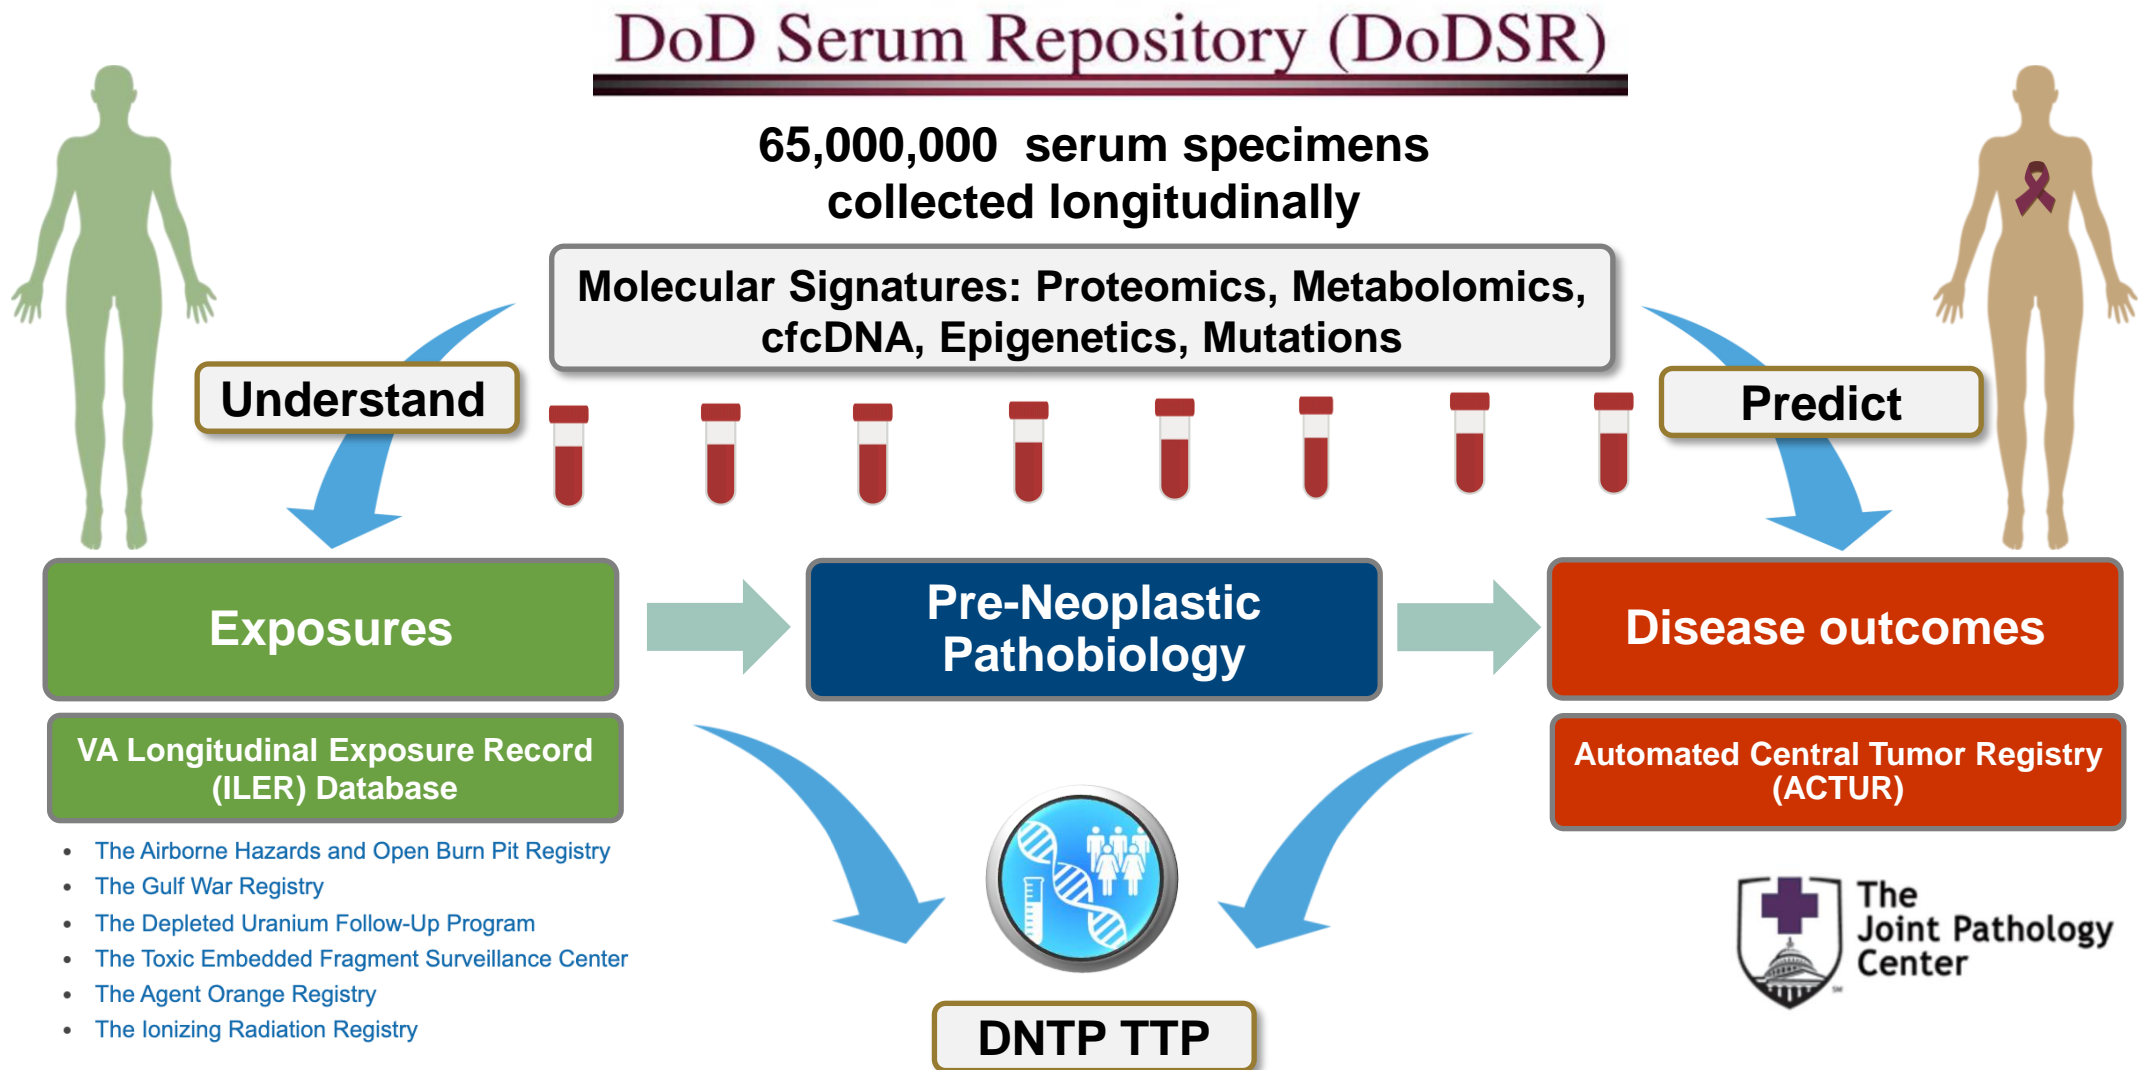 DoD Serum Repository (DoDSR)
65,000,000 serum specimens
collected longitudinally
Molecular Signatures: Proteomics, Metabolomics,
cfcDNA, Epigenetics, Mutations
Understand
Predict
Exposures
Pre-Neoplastic
Pathobiology
Disease outcomes
VA Longitudinal Exposure Record
(ILER) Database
Automated Central Tumor Registry
(ACTUR)
• The Airborne Hazards and Open Burn Pit Registry
• The Gulf War Registry
• The Depleted Uranium Follow-Up Program
• The Toxic Embedded Fragment Surveillance Center
• The Agent Orange Registry
• The Ionizing Radiation Registry
The
Joint Pathology
Center
SM
DNTP TTP